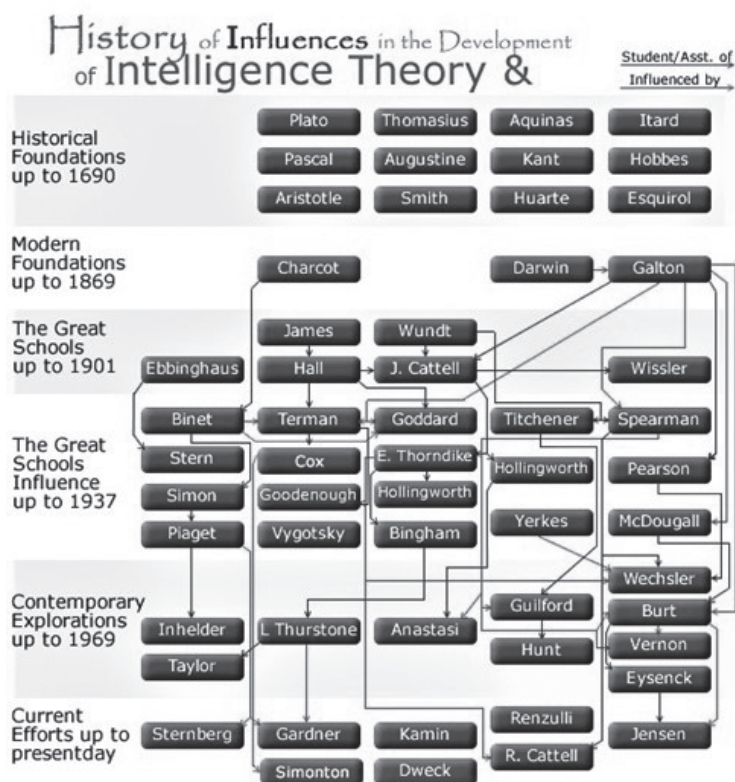 History of Influences in the Development
of Intelligence Theory &
Student/Asst. of
Influenced by
Historical
Foundations
up to 1690
Plato Thomasius Aquinas Itard
Pascal Augustine Kant Hobbes
Aristotle Smith Huarte Esquirol
Modern
Foundations
up to 1869
Charcot Darwin Galton
The Great
Schools
up to 1901
James Wundt
Ebbinghaus Hall J. Cattell Wissler
The Great
Schools
Influence
up to 1937
Binet Terman Goddard Titchener Spearman
Stern Cox E. Thorndike Hollingworth Pearson
Simon Goodenough Hollingworth
Piaget Vygotsky Bingham Yerkes McDougall
Contemporary
Explorations
up to 1969
Wechsler
Guilford Burt
Inhelder L Thurstone Anastasi Hunt Vernon
Taylor Eysenck
Current
Efforts up to
presentday
Sternberg Gardner Kamin Renzulli Jensen
Simonton Dweck R. Cattell